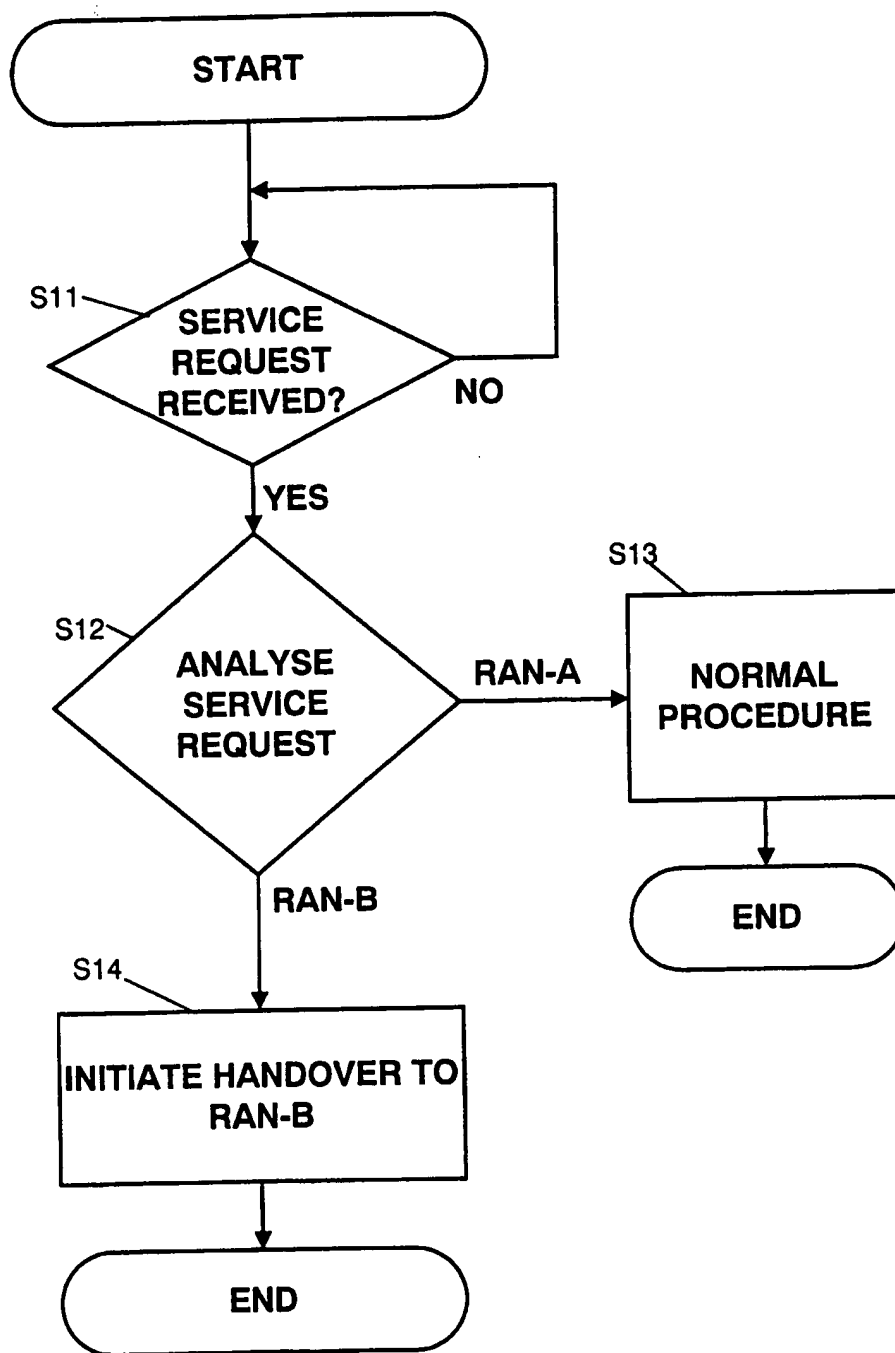 START
S11
SERVICE
REQUEST
RECEIVED?
NO
YES
S12
ANALYSE
SERVICE
REQUEST
RAN-A
S13
NORMAL
PROCEDURE
END
RAN-B
S14
INITIATE HANDOVER TO
RAN-B
END